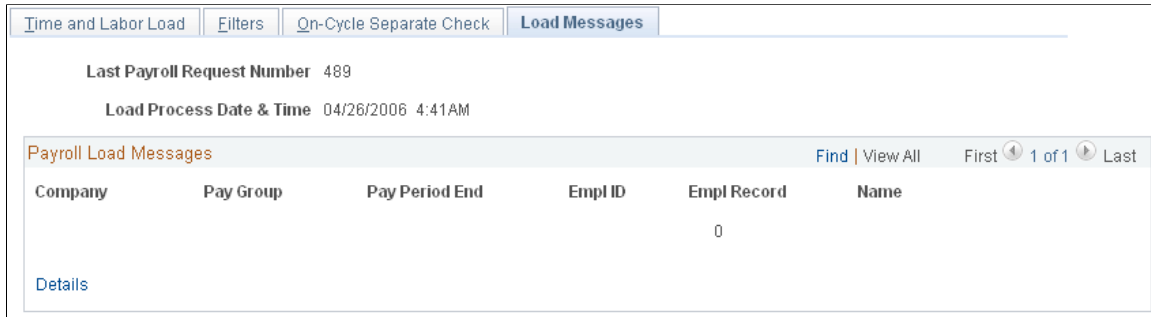 Time and Labor Load Filters On-Cycle Separate Check Load Messages
Last Payroll Request Number 489
Load Process Date & Time 04/26/2006 4:41AM
Payroll Load Messages Find | View All First 1 of 1 Last
Company Pay Group Pay Period End Empl ID Empl Record Name
0
Details